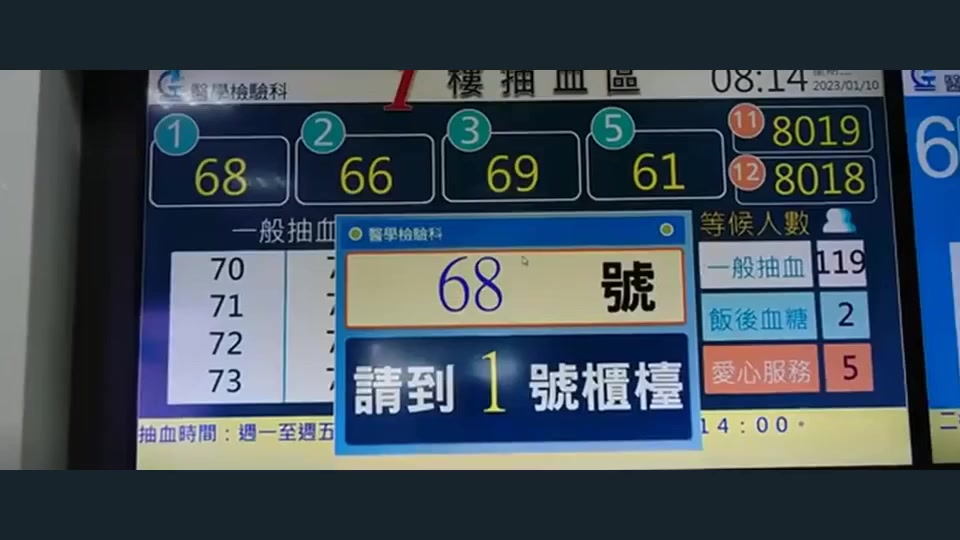 醫學檢驗科
1樓抽血區
08:14
2023/01/10
1 2 3 5 11 8019
68 66 69 61 12 8018
一般抽血
70
71
72
73
醫學檢驗科
68 號
請到 1 號櫃檯
等候人數
一般抽血 119
飯後血糖 2
愛心服務 5
抽血時間：週一至週五
14：00。
6